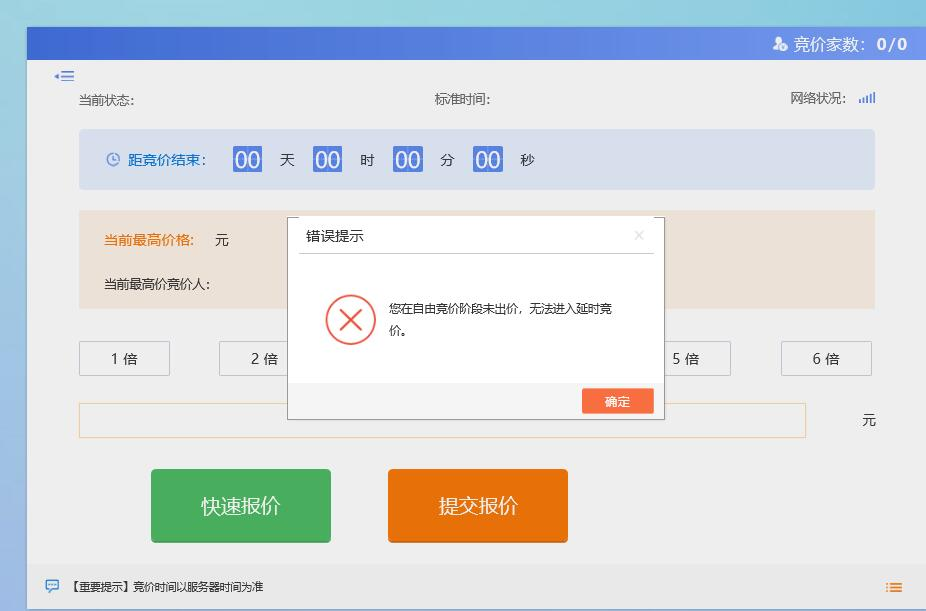 竞价家数：0/0
当前状态：
标准时间：
网络状况：
距竞价结束： 00 天 00 时 00 分 00 秒
当前最高价格： 元
当前最高价竞价人：
错误提示
您在自由竞价阶段未出价，无法进入延时竞
价。
确定
1 倍
2 倍
5 倍
6 倍
元
快速报价
提交报价
【重要提示】竞价时间以服务器时间为准